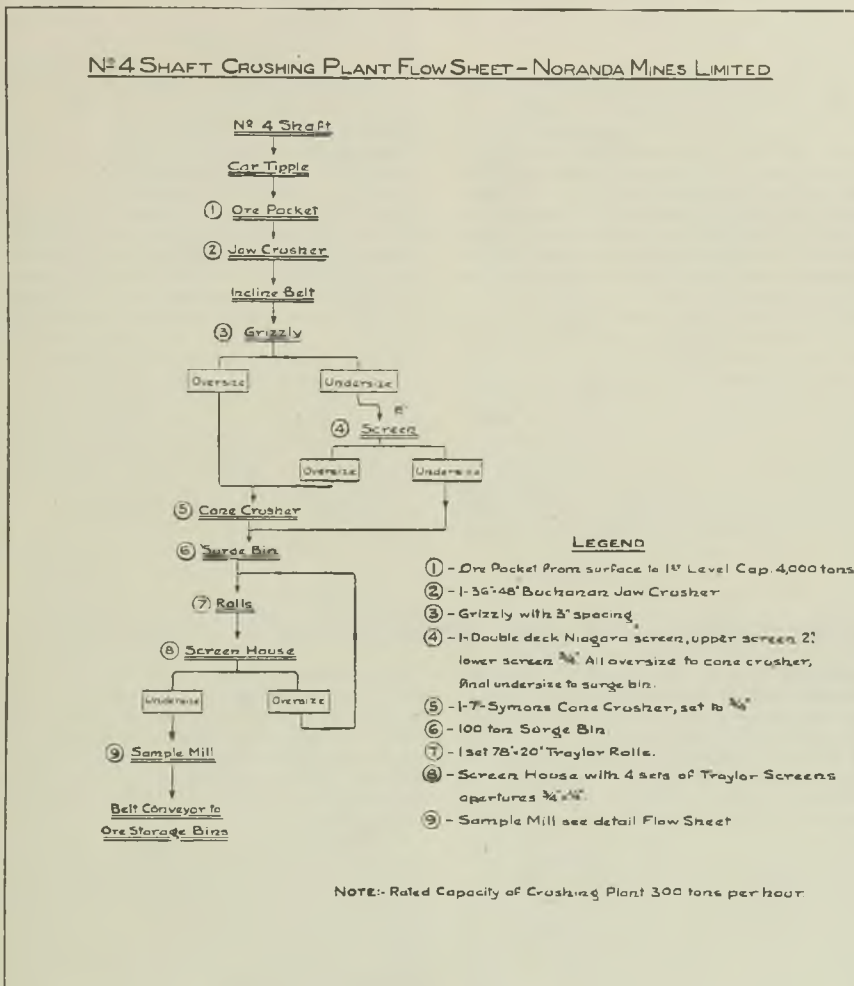 Nº 4 SHAFT CRUSHING PLANT FLOW SHEET - NORANDA MINES LIMITED
Nº 4 Shaft
Car Tipple
① Ore Pocket
② Jaw Crusher
Incline Belt
③ Grizzly
Oversize Undersize
④ Screen
Oversize Undersize
⑤ Cone Crusher
⑥ Surge Bin
⑦ Rolls
⑧ Screen House
Undersize Oversize
⑨ Sample Mill
Belt Conveyor to
Ore Storage Bins
LEGEND
① - Ore Pocket from surface to 1st Level Cap. 4,000 tons
② - 1-36"x48" Buchanan Jaw Crusher
③ - Grizzly with 3" spacing
④ - 1-Double deck Niagara screen, upper screen 2",
lower screen ¾" All oversize to cone crusher,
final undersize to surge bin.
⑤ - 1-7'-Symons Cone Crusher, set to ¾"
⑥ - 100 ton Surge Bin
⑦ - 1 set 78"x20" Traylor Rolls.
⑧ - Screen House with 4 sets of Traylor Screens
apertures
⑨ - Sample Mill see detail Flow Sheet
NOTE:- Rated Capacity of Crushing Plant 300 tons per hour